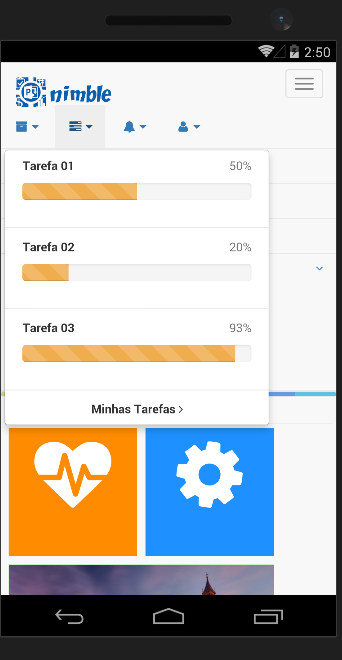 2:50
nimble
Tarefa 01 50%
Tarefa 02 20%
Tarefa 03 93%
Minhas Tarefas >